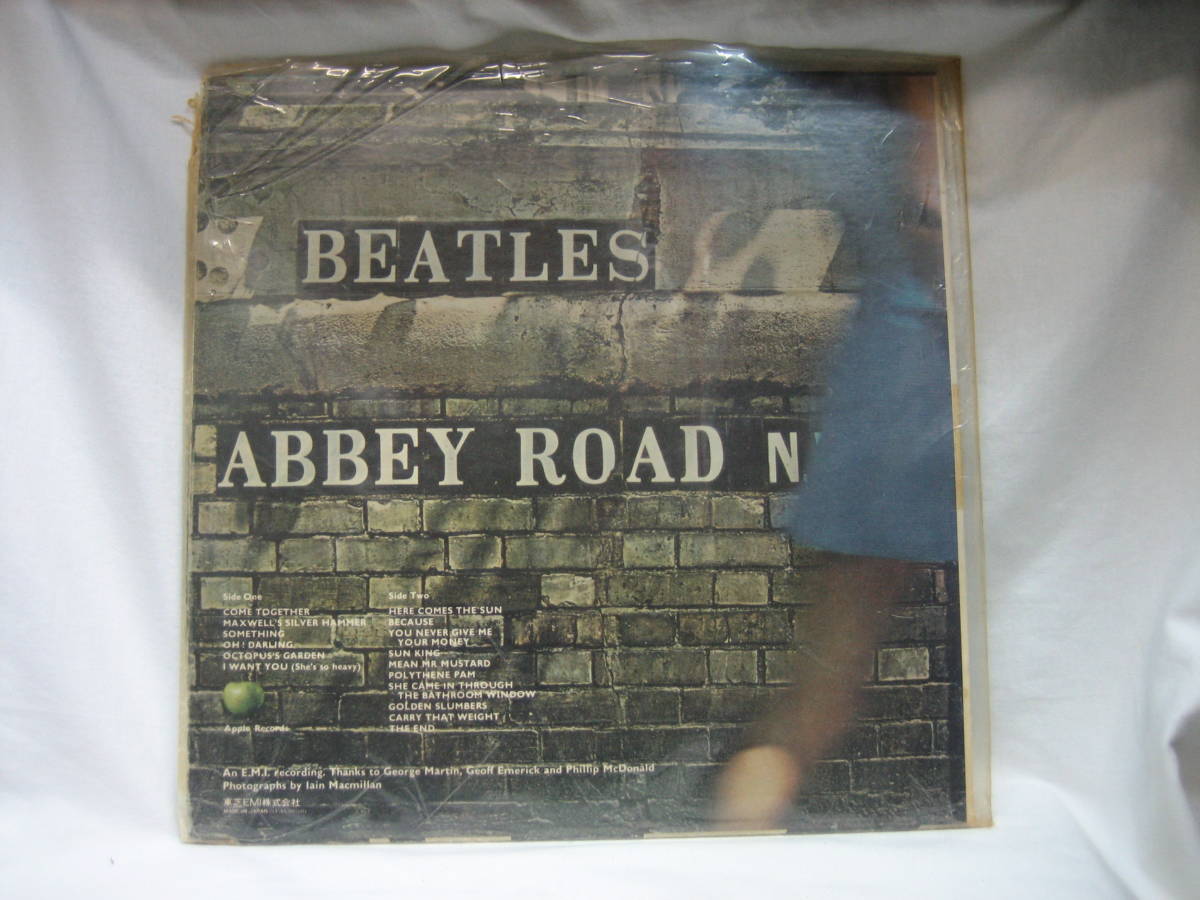 BEATLES
ABBEY ROAD N
Side One
COME TOGETHER
MAXWELL'S SILVER HAMMER
SOMETHING
OH! DARLING
OCTOPUS'S GARDEN
I WANT YOU (She's so heavy)
Apple Records
Side Two
HERE COMES THE SUN
BECAUSE
YOU NEVER GIVE ME
YOUR MONEY
SUN KING
MEAN MR MUSTARD
POLYTHENE PAM
SHE CAME IN THROUGH
THE BATHROOM WINDOW
GOLDEN SLUMBERS
CARRY THAT WEIGHT
THE END
An E.M.I. recording. Thanks to George Martin, Geoff Emerick and Phillip McDonald
Photographs by Iain Macmillan
東芝EMI株式会社
MADE IN JAPAN